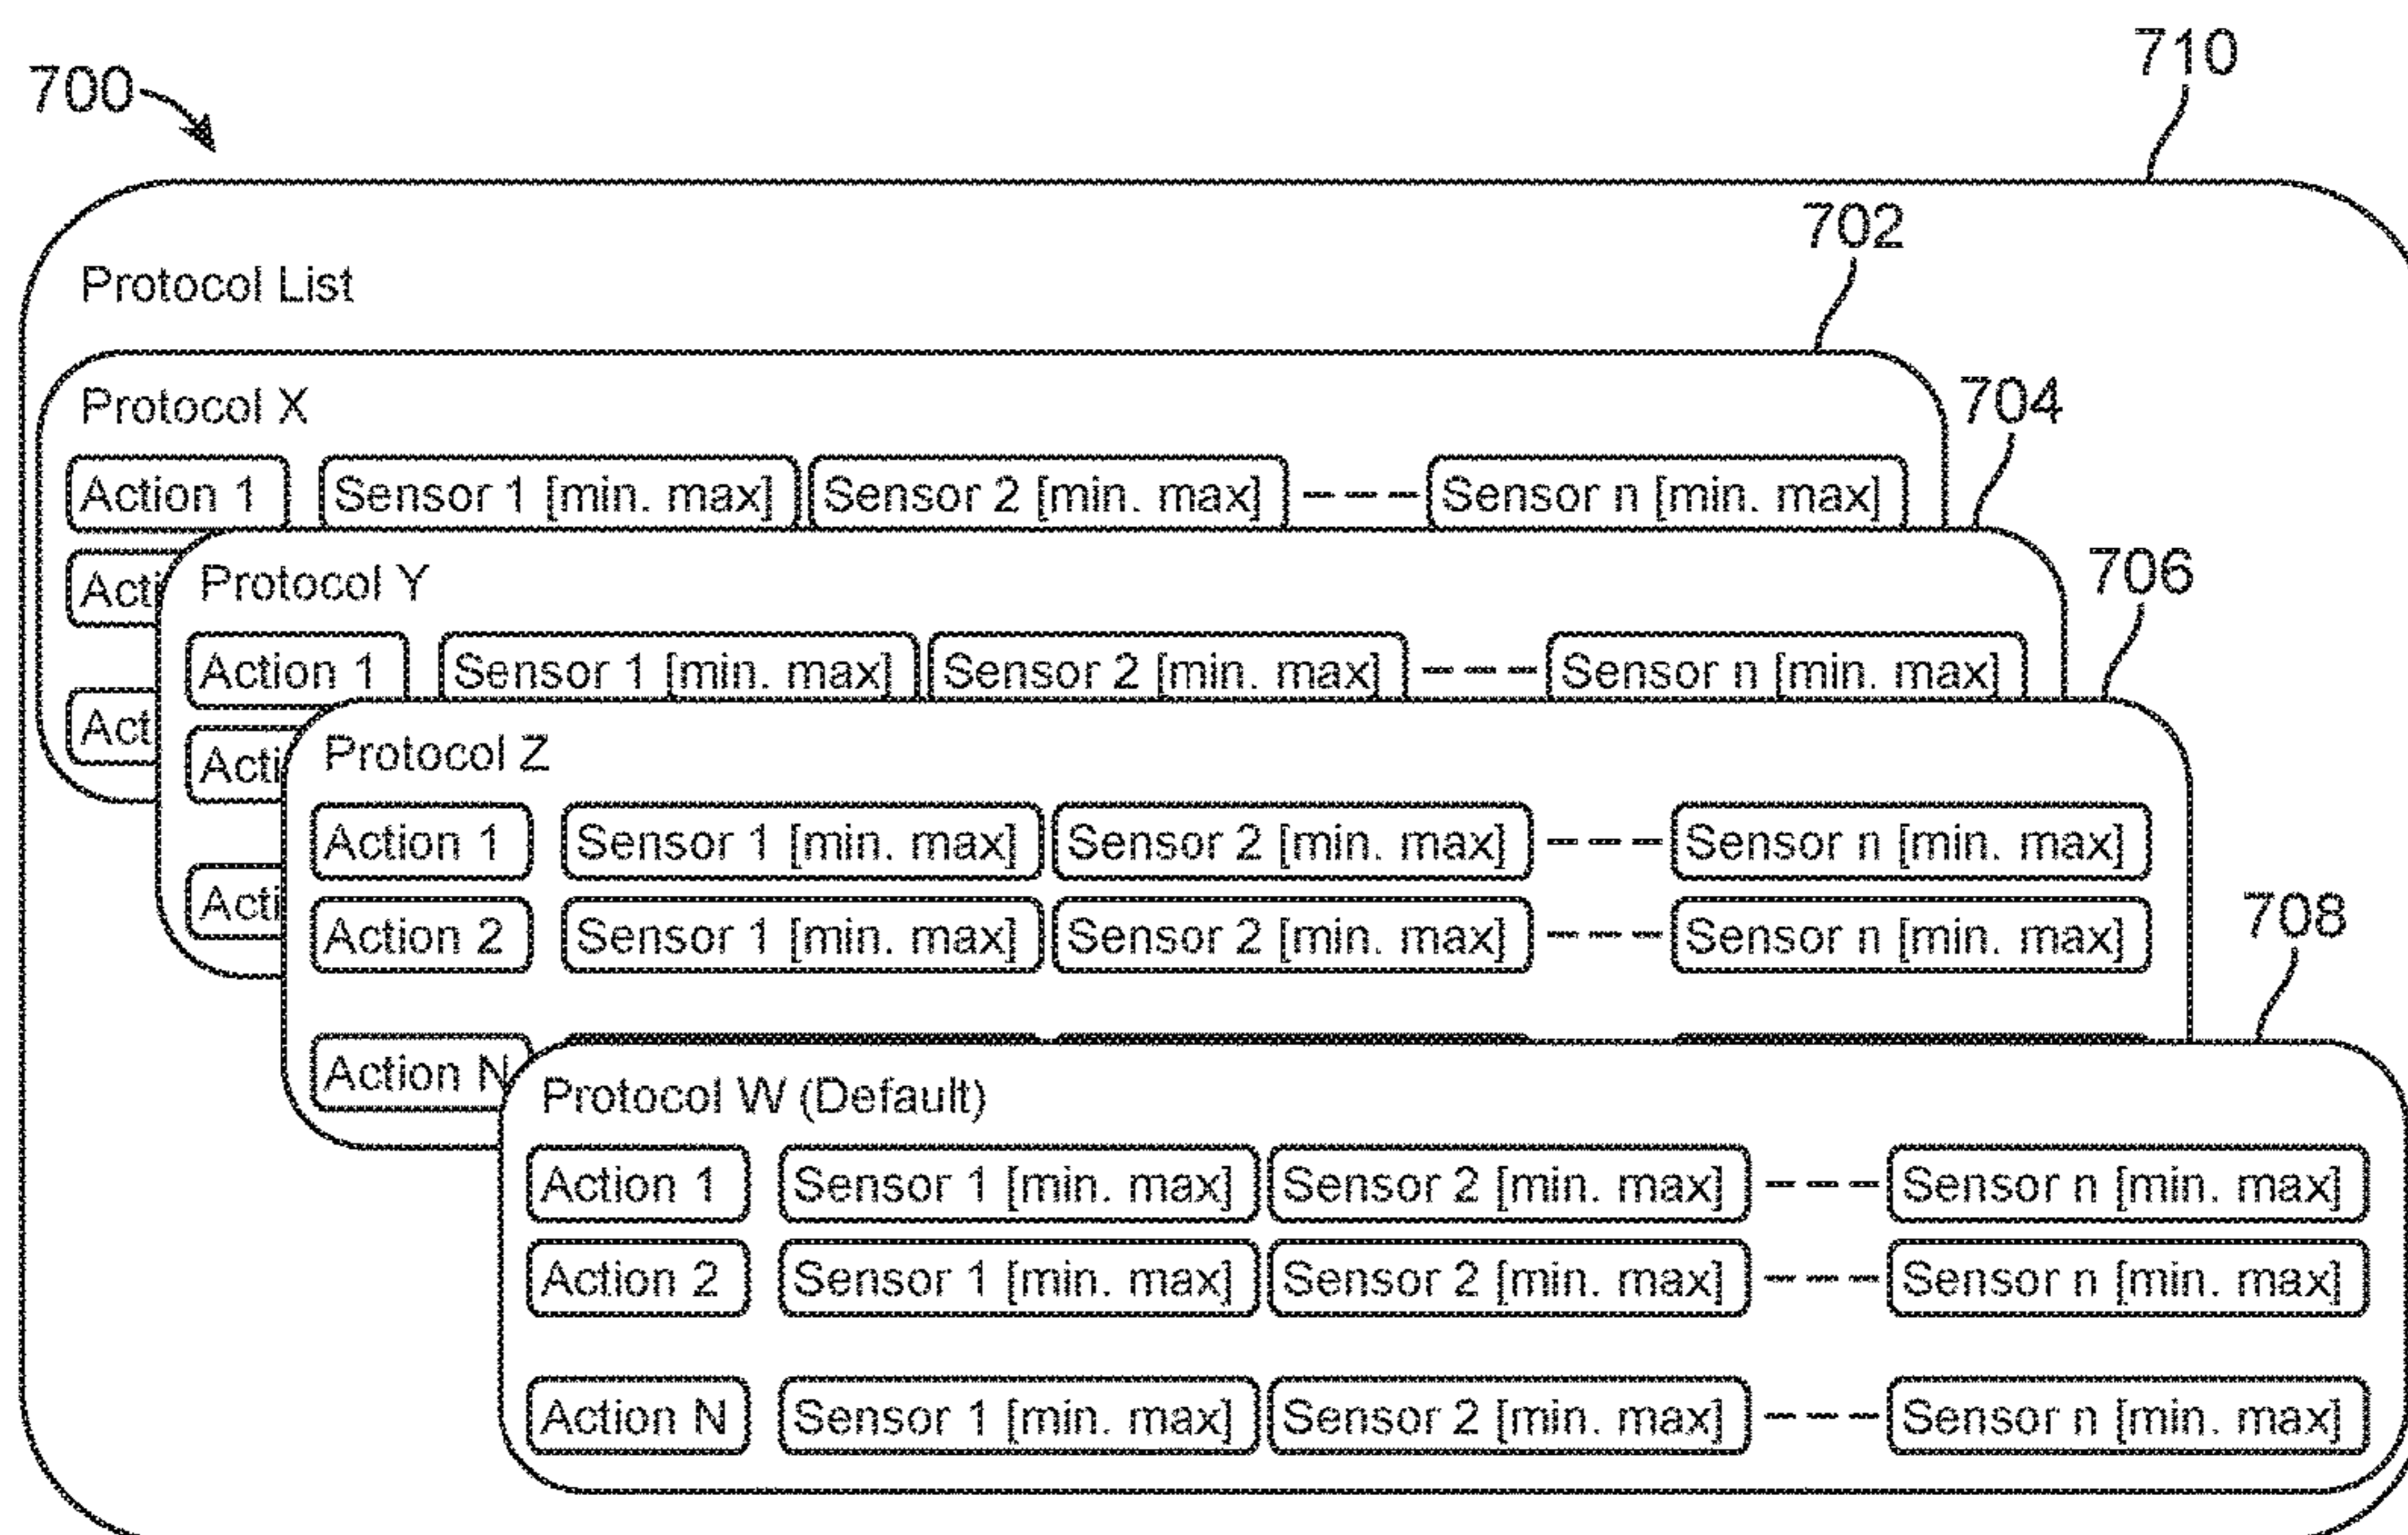 710
700
702
Protocol List
704
Protocol X
Action 1 Sensor 1 [min. max] Sensor 2 [min. max] Sensor n [min. max]
706
Acti Protocol Y
Action 1 Sensor 1 [min. max] Sensor 2 [min. max] Sensor n [min. max]
Act Acti Protocol Z
Action 1 Sensor 1 [min. max] Sensor 2 [min. max] Sensor n [min. max]
Acti Action 2 Sensor 1 [min. max] Sensor 2 [min. max] Sensor n [min. max]
708
Action N
Protocol W (Default)
Action 1 Sensor 1 [min. max] Sensor 2 [min. max] Sensor n [min. max]
Action 2 Sensor 1 [min. max] Sensor 2 [min. max] Sensor n [min. max]
Action N Sensor 1 [min. max] Sensor 2 [min. max] Sensor n [min. max]